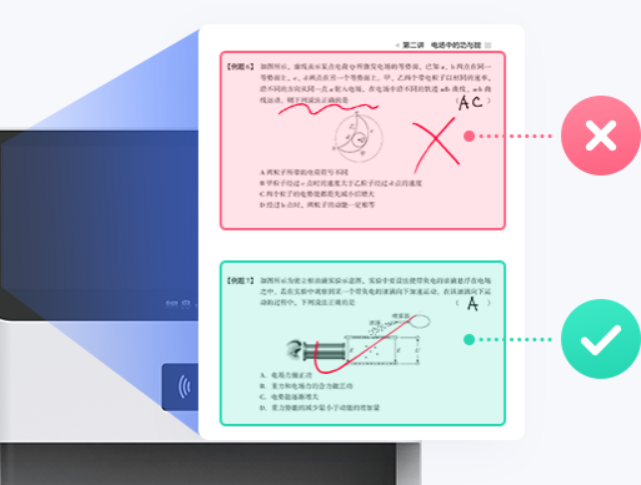 第二讲 电场中的功与能
【例题6】 如图所示，虚线表示某点电荷Q所激发电场的等势面，已知a、b两点在同一
等势面上，c、d两点在另一个等势面上。甲、乙两个带电粒子以相同的速率，
沿不同的方向从同一点a射入电场，在电场中沿不同的轨迹adb曲线、acb曲
线运动。则下列说法正确的是 （AC）
A 两粒子所带的电荷符号不同
B 甲粒子经过c点时的速度大于乙粒子经过d点的速度
C 两个粒子的电势能都是先减小后增大
D 经过b点时，两粒子的动能一定相等
【例题7】 如图所示为密立根油滴实验示意图。实验中要设法使带负电的油滴悬浮在电场
之中。若在实验中观察到某一个带负电的油滴向下加速运动，在该油滴向下运
动的过程中，下列说法正确的是 （A）
喷雾器
油滴
A. 电场力做正功
B. 重力和电场力的合力做正功
C. 电势能逐渐增大
D. 重力势能的减少量小于动能的增加量